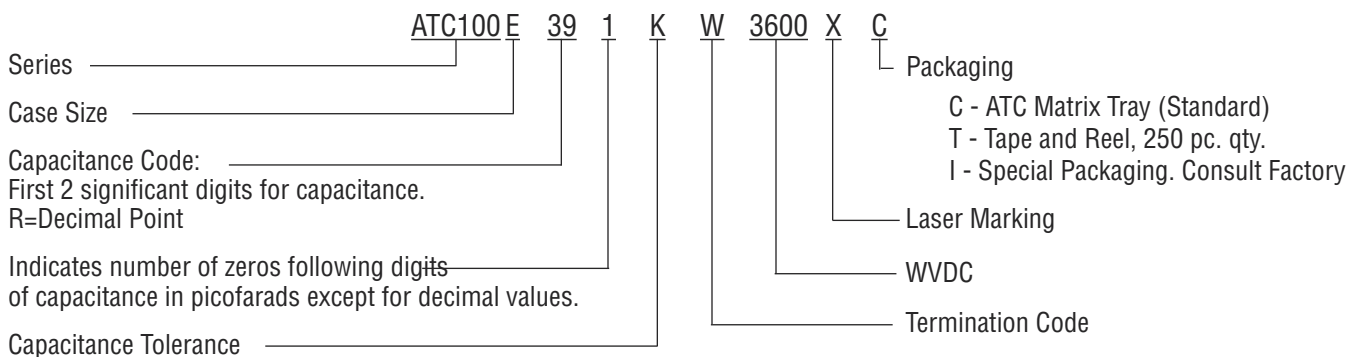 ATC100 E 39 1 K W 3600 X C
Series
Case Size
Capacitance Code:
First 2 significant digits for capacitance.
R=Decimal Point
Indicates number of zeros following digits
of capacitance in picofarads except for decimal values.
Capacitance Tolerance
Packaging
C - ATC Matrix Tray (Standard)
T - Tape and Reel, 250 pc. qty.
I - Special Packaging. Consult Factory
Laser Marking
WVDC
Termination Code